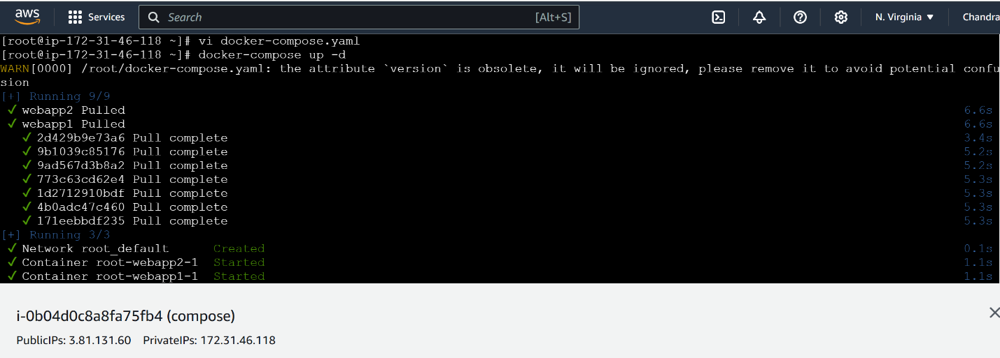 aws Services Search [Alt+S] N. Virginia Chandra
[root@ip-172-31-46-118 ~]# vi docker-compose.yaml
[root@ip-172-31-46-118 ~]# docker-compose up -d
WARN[0000] /root/docker-compose.yaml: the attribute `version` is obsolete, it will be ignored, please remove it to avoid potential confu
sion
[+] Running 9/9
✓ webapp2 Pulled 6.6s
✓ webapp1 Pulled 6.6s
✓ 2d429b9e73a6 Pull complete 3.4s
✓ 9b1039c85176 Pull complete 5.2s
✓ 9ad567d3b8a2 Pull complete 5.2s
✓ 773c63cd62e4 Pull complete 5.3s
✓ 1d2712910bdf Pull complete 5.3s
✓ 4b0adc47c460 Pull complete 5.3s
✓ 171eebbdf235 Pull complete 5.3s
[+] Running 3/3
✓ Network root_default Created 0.1s
✓ Container root-webapp2-1 Started 1.1s
✓ Container root-webapp1-1 Started 1.1s
i-0b04d0c8a8fa75fb4 (compose)
PublicIPs: 3.81.131.60 PrivateIPs: 172.31.46.118